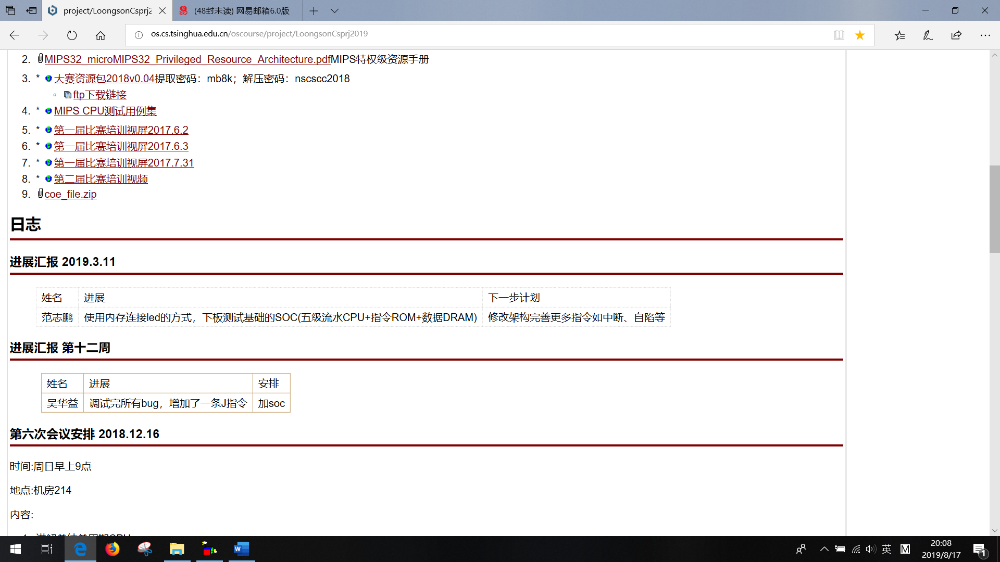 project/LoongsonCsprj2
(48封未读) 网易邮箱6.0版
os.cs.tsinghua.edu.cn/oscourse/project/LoongsonCsprj2019
2. MIPS32_microMIPS32_Privileged_Resource_Architecture.pdfMIPS特权级资源手册
3. * 大赛资源包2018v0.04提取密码：mb8k；解压密码：nscscc2018
ftp下载链接
4. * MIPS CPU测试用例集
5. * 第一届比赛培训视屏2017.6.2
6. * 第一届比赛培训视屏2017.6.3
7. * 第一届比赛培训视屏2017.7.31
8. * 第二届比赛培训视频
9. coe_file.zip
日志
进展汇报 2019.3.11
姓名 进展 下一步计划
范志鹏 使用内存连接led的方式，下板测试基础的SOC(五级流水CPU+指令ROM+数据DRAM) 修改架构完善更多指令如中断、自陷等
进展汇报 第十二周
姓名 进展 安排
吴华益 调试完所有bug，增加了一条J指令 加soc
第六次会议安排 2018.12.16
时间:周日早上9点
地点:机房214
内容:
英 M 20:08
2019/8/17
1